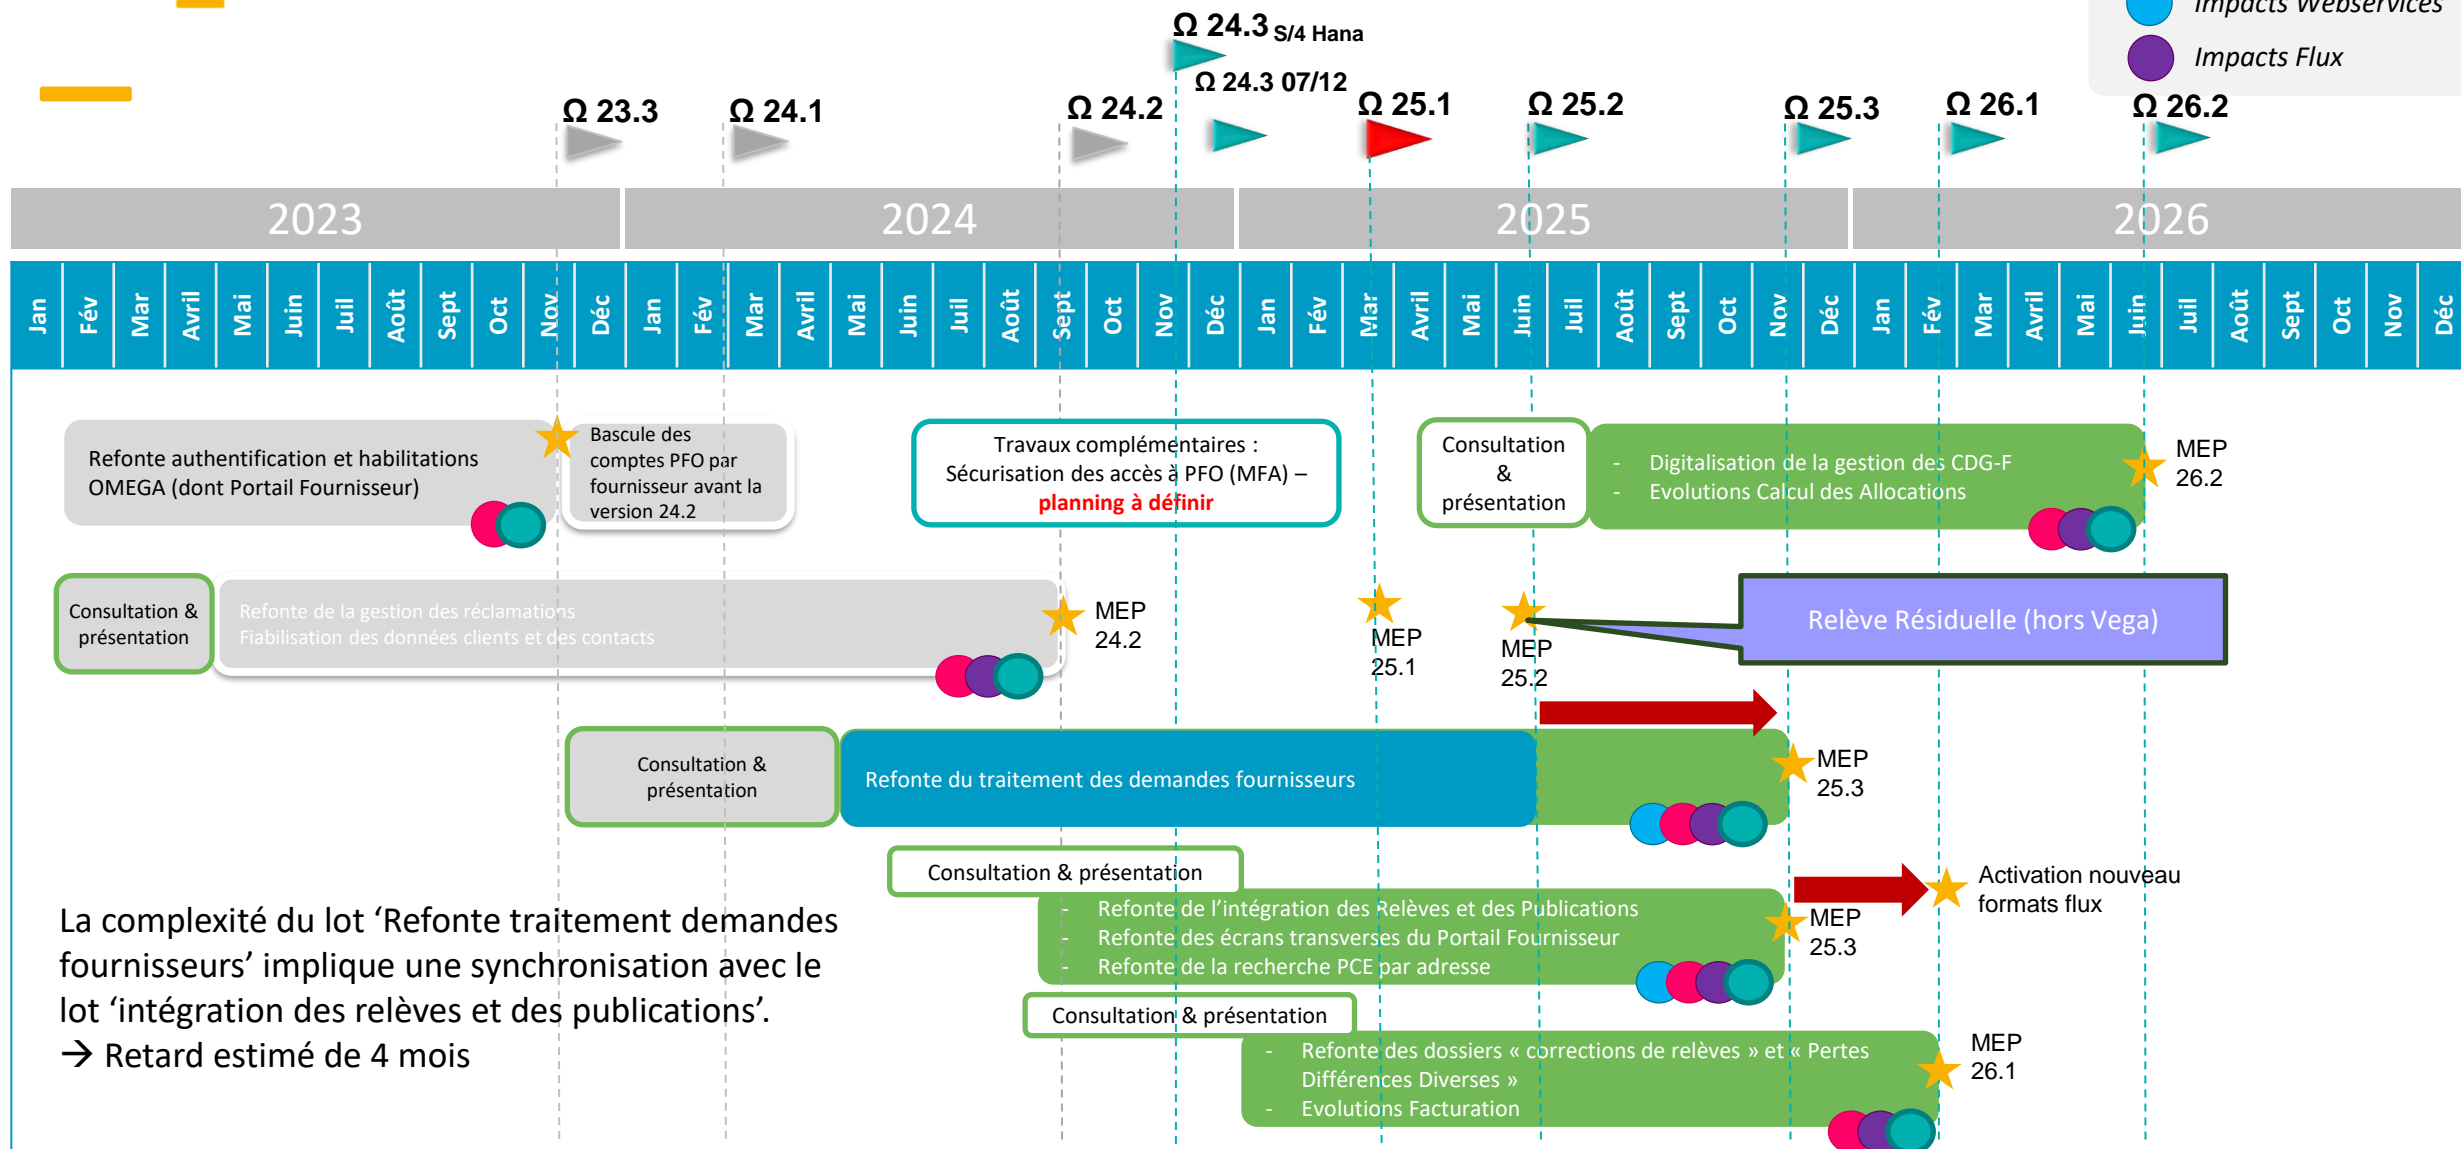 Impacts Webservices
Impacts Flux
Ω 24.3 S/4 Hana
Ω 24.3 07/12
Ω 23.3
Ω 24.1
Ω 24.2
Ω 25.1
Ω 25.2
Ω 25.3
Ω 26.1
Ω 26.2
2023
2024
2025
2026
Jan Fév Mar Avril Mai Juin Juil Août Sept Oct Nov Déc Jan Fév Mar Avril Mai Juin Juil Août Sept Oct Nov Déc Jan Fév Mar Avril Mai Juin Juil Août Sept Oct Nov Déc Jan Fév Mar Avril Mai Juin Juil Août Sept Oct Nov Déc
Refonte authentification et habilitations
OMEGA (dont Portail Fournisseur)
Bascule des
comptes PFO par
fournisseur avant la
version 24.2
Travaux complémentaires :
Sécurisation des accès à PFO (MFA) –
planning à définir
Consultation
&
présentation
- Digitalisation de la gestion des CDG-F
- Evolutions Calcul des Allocations
MEP
26.2
Consultation &
présentation
Refonte de la gestion des réclamations
Fiabilisation des données clients et des contacts
MEP
24.2
MEP
25.1
MEP
25.2
Relève Résiduelle (hors Vega)
Consultation &
présentation
Refonte du traitement des demandes fournisseurs
MEP
25.3
Consultation & présentation
- Refonte de l’intégration des Relèves et des Publications
- Refonte des écrans transverses du Portail Fournisseur
- Refonte de la recherche PCE par adresse
MEP
25.3
Activation nouveau
formats flux
La complexité du lot ‘Refonte traitement demandes
fournisseurs’ implique une synchronisation avec le
lot ‘intégration des relèves et des publications’.
→ Retard estimé de 4 mois
Consultation & présentation
- Refonte des dossiers « corrections de relèves » et « Pertes
Différences Diverses »
- Evolutions Facturation
MEP
26.1